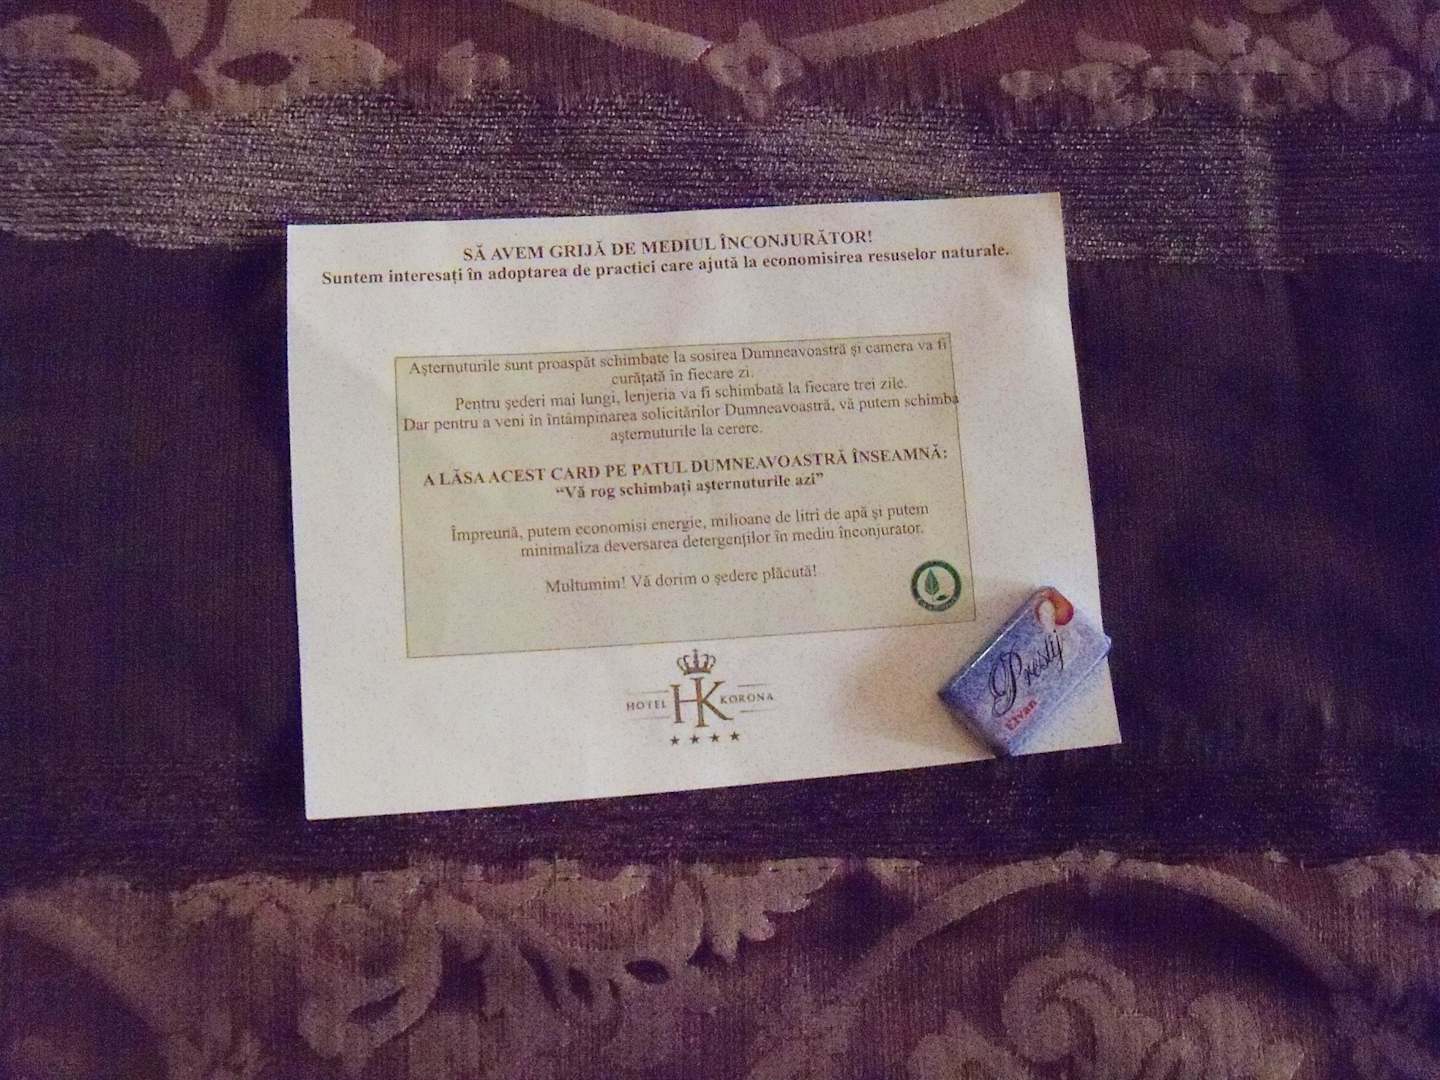 SĂ AVEM GRIJĂ DE MEDIUL ÎNCONJURĂTOR!
Suntem interesați în adoptarea de practici care ajută la economisirea resuselor naturale.
Așternuturile sunt proaspăt schimbate la sosirea Dumneavoastră și camera va fi
curățată în fiecare zi.
Pentru șederi mai lungi, lenjeria va fi schimbată la fiecare trei zile.
Dar pentru a veni în întâmpinarea solicitărilor Dumneavoastră, vă putem schimba
așternuturile la cerere.
A LĂSA ACEST CARD PE PATUL DUMNEAVOASTRĂ ÎNSEAMNĂ:
“Vă rog schimbați așternuturile azi”
Împreună, putem economisi energie, milioane de litri de apă și putem
minimaliza deversarea detergenților în mediu înconjurator.
Multumim! Vă dorim o ședere plăcută!
HOTEL HK KORONA
Prestij
Elvan